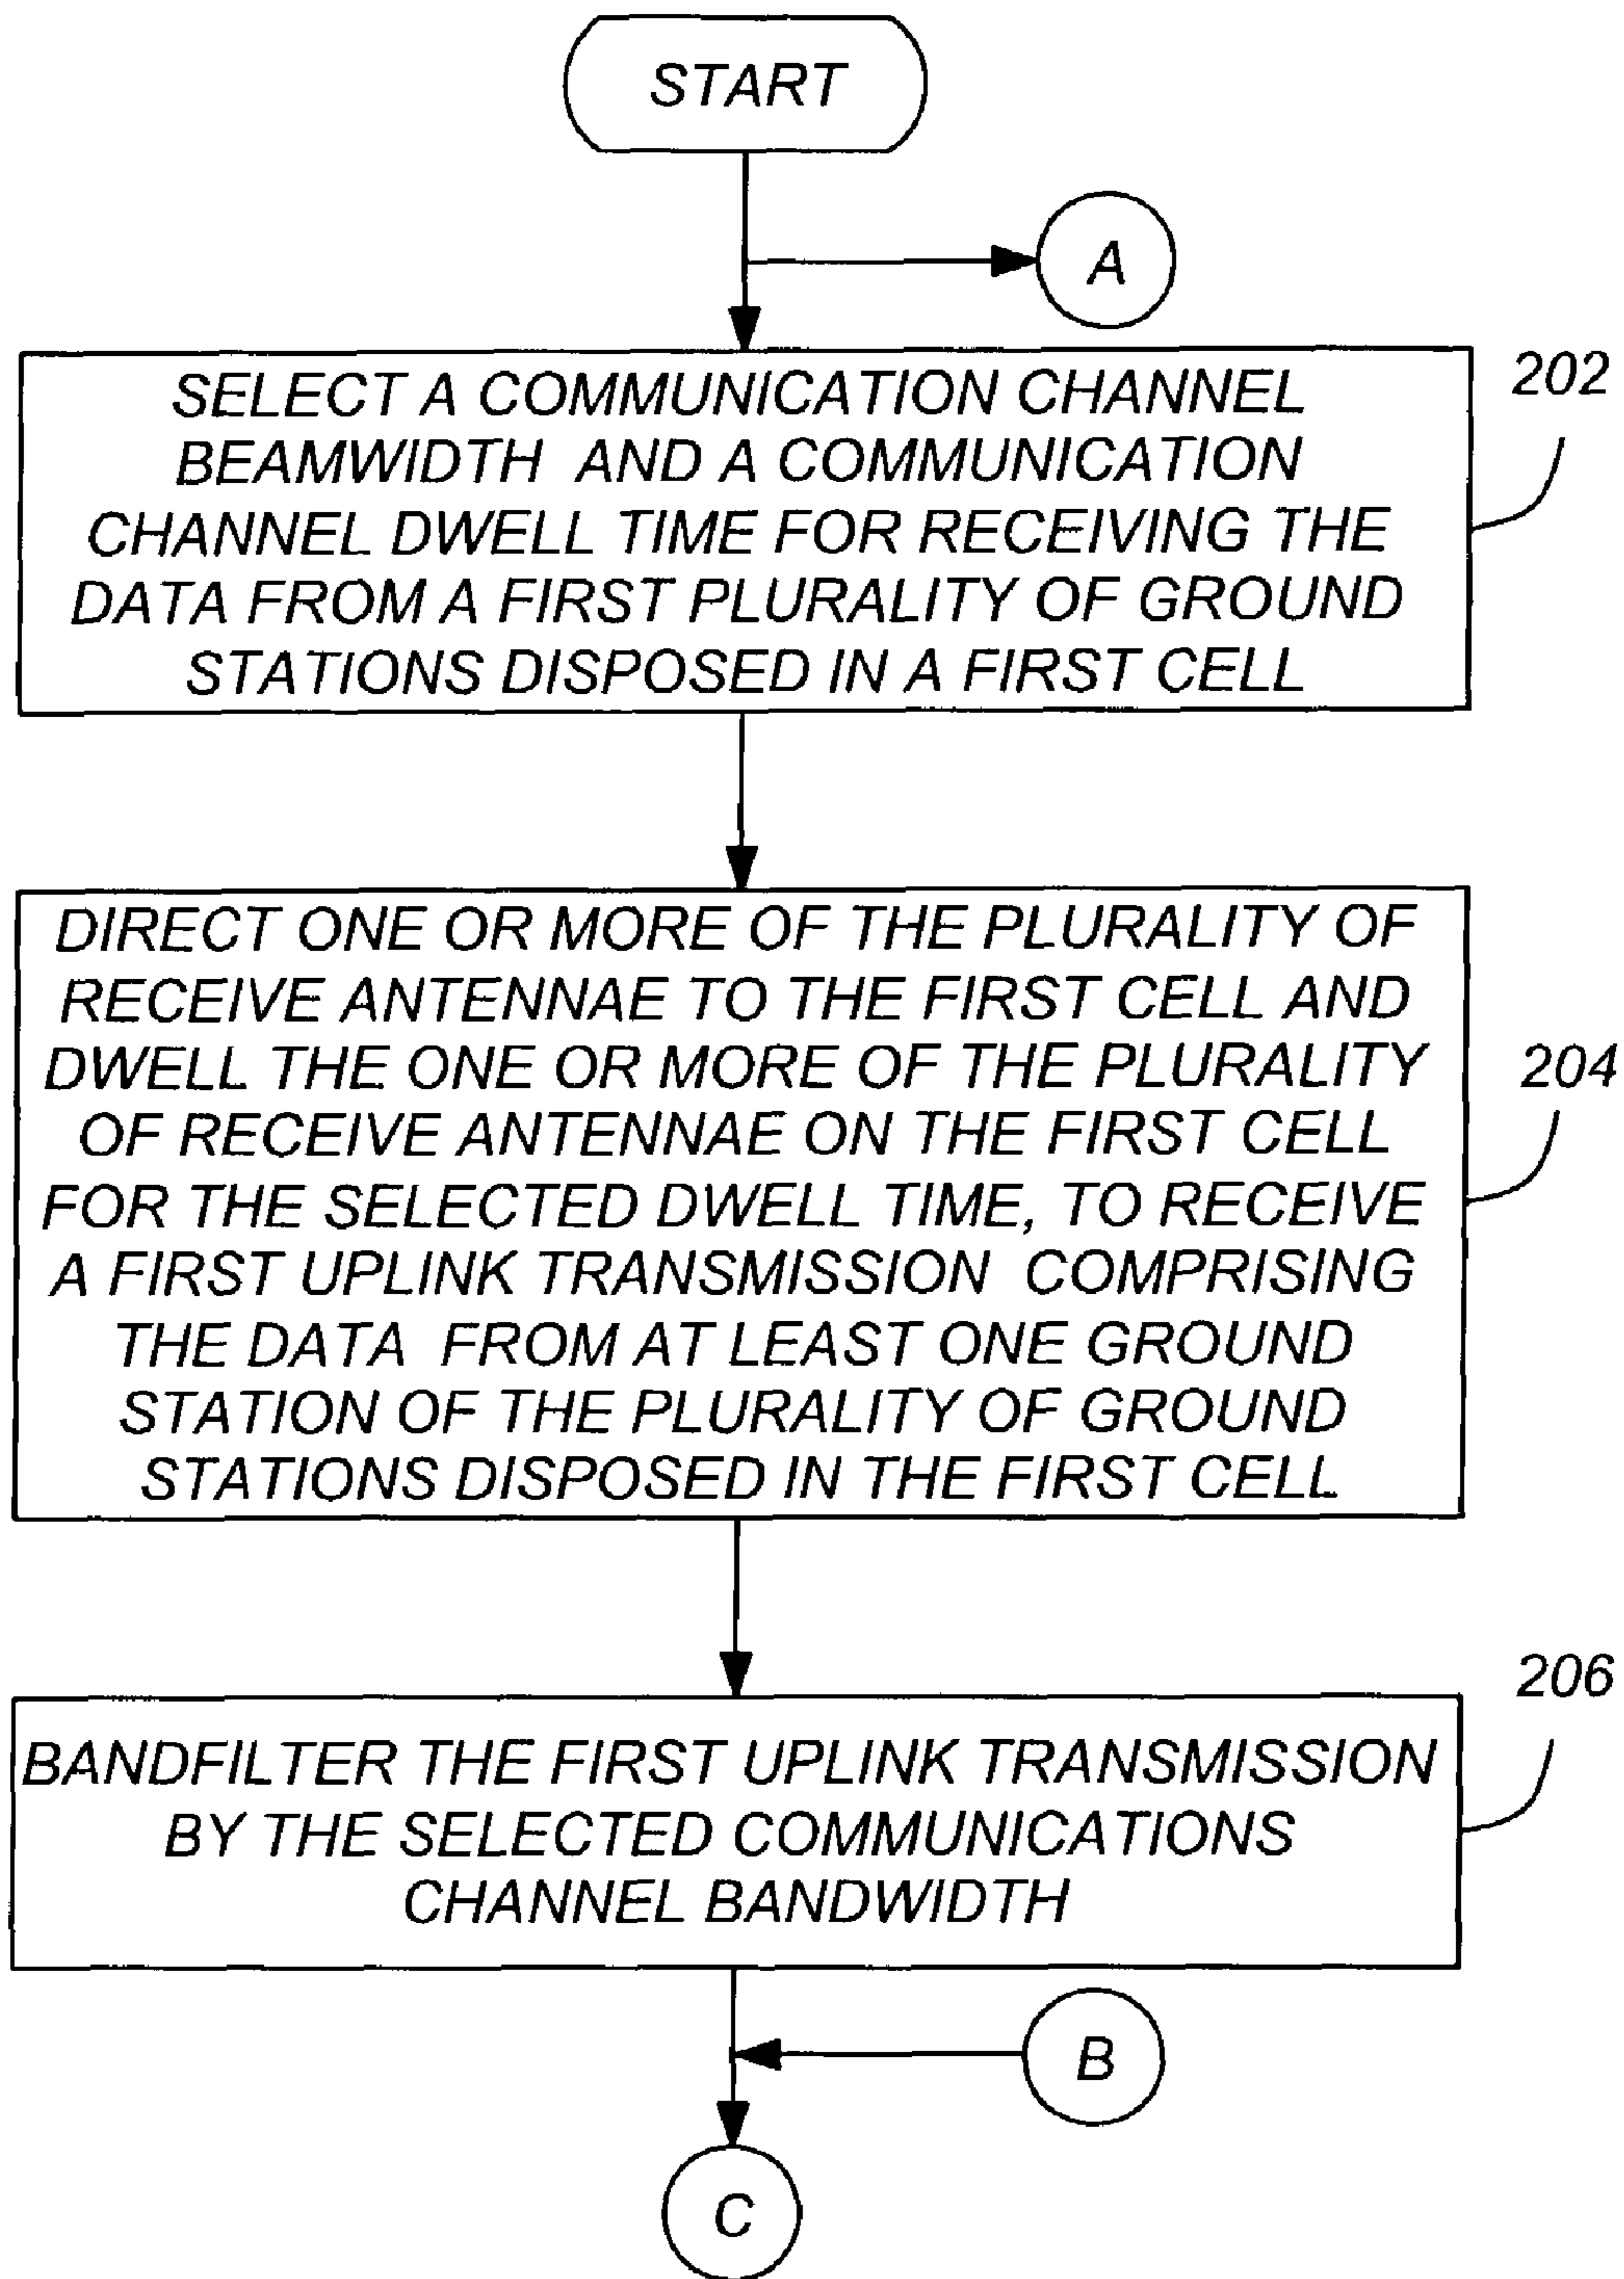 START
A
202
SELECT A COMMUNICATION CHANNEL
BEAMWIDTH AND A COMMUNICATION
CHANNEL DWELL TIME FOR RECEIVING THE
DATA FROM A FIRST PLURALITY OF GROUND
STATIONS DISPOSED IN A FIRST CELL
DIRECT ONE OR MORE OF THE PLURALITY OF
RECEIVE ANTENNAE TO THE FIRST CELL AND
DWELL THE ONE OR MORE OF THE PLURALITY
204
OF RECEIVE ANTENNAE ON THE FIRST CELL
FOR THE SELECTED DWELL TIME, TO RECEIVE
A FIRST UPLINK TRANSMISSION COMPRISING
THE DATA FROM AT LEAST ONE GROUND
STATION OF THE PLURALITY OF GROUND
STATIONS DISPOSED IN THE FIRST CELL
206
BANDFILTER THE FIRST UPLINK TRANSMISSION
BY THE SELECTED COMMUNICATIONS
CHANNEL BANDWIDTH
B
C